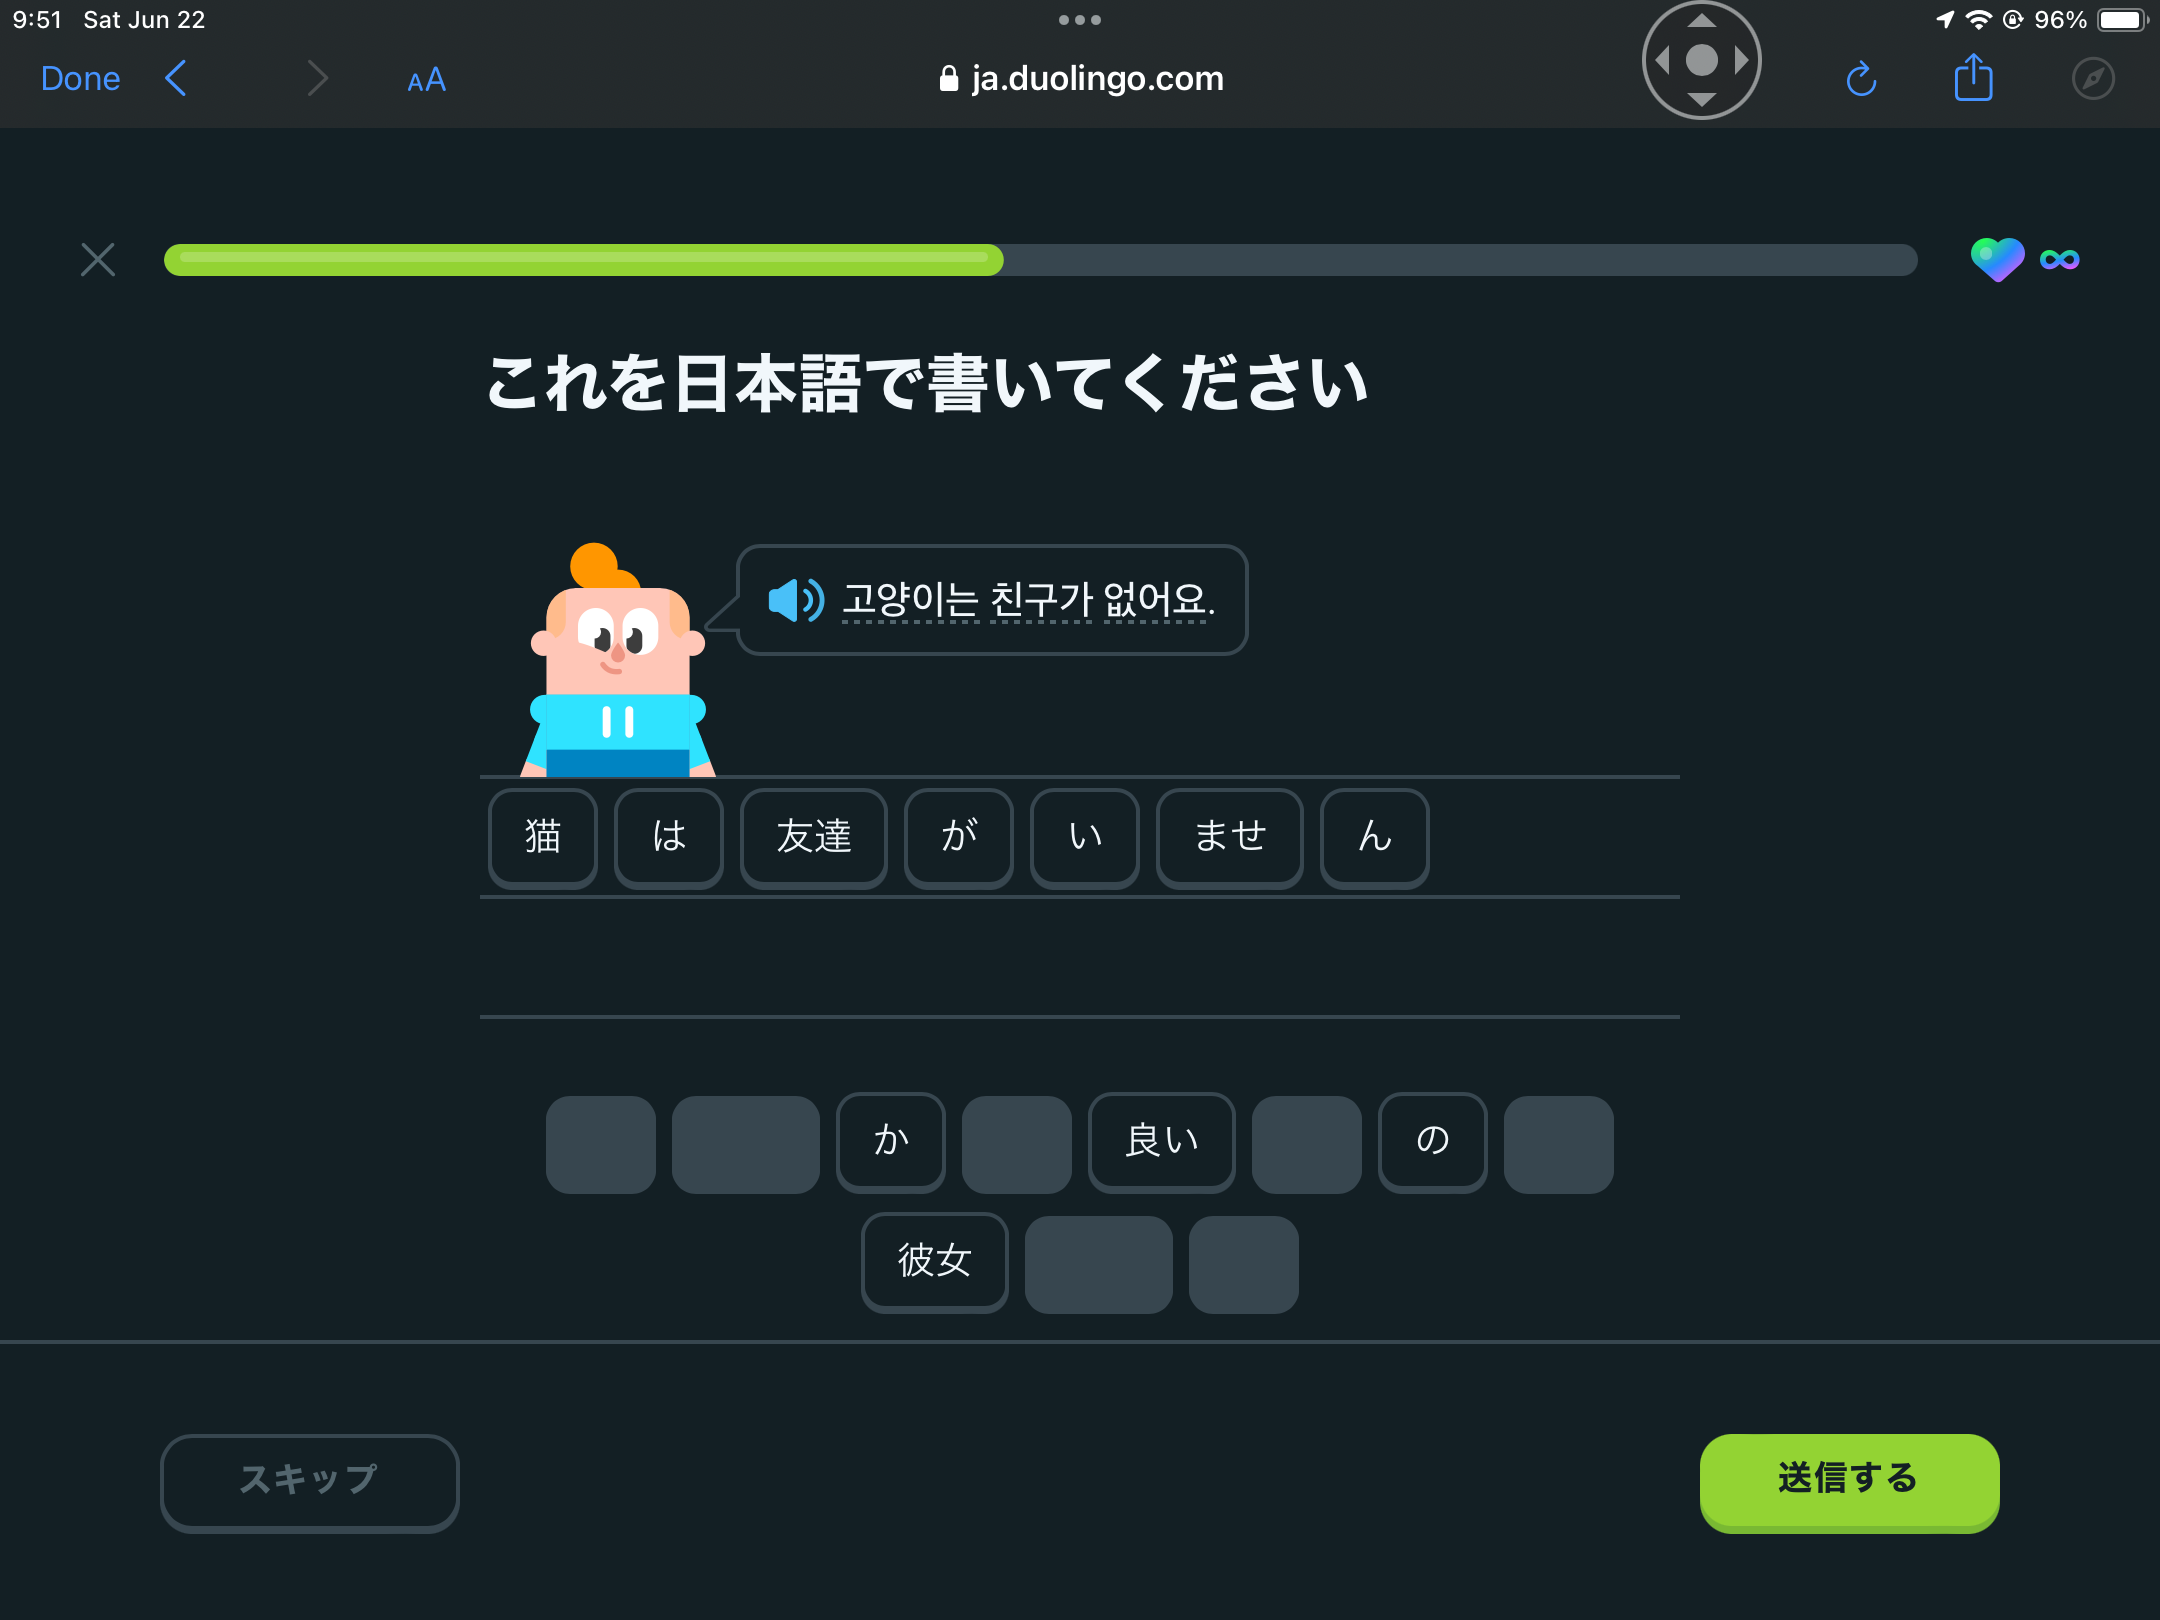 9:51 Sat Jun 22 96%
Done AA ja.duolingo.com
これを日本語で書いてください
고양이는 친구가 없어요.
猫 は 友達 が い ませ ん
か 良い の
彼女
スキップ 送信する